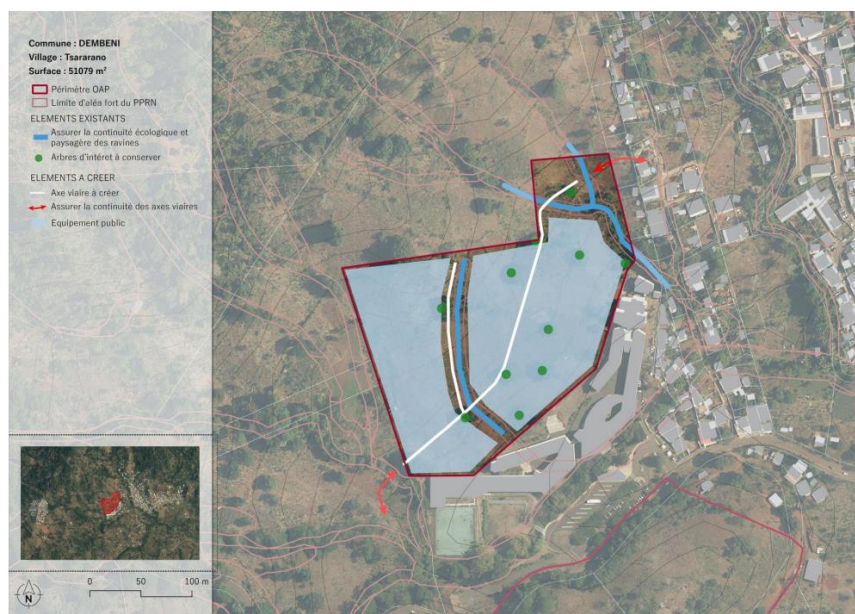 Commune : DEMBENI
Village : Tsararano
Surface : 51079 m²
Périmètre OAP
Limite d'aléa fort du PPRN
ELEMENTS EXISTANTS
Assurer la continuité écologique et
paysagère des ravines
Arbres d'intéret à conserver
ELEMENTS A CREER
Axe viaire à créer
Assurer la continuité des axes viaires
Equipement public
N
0 50 100 m